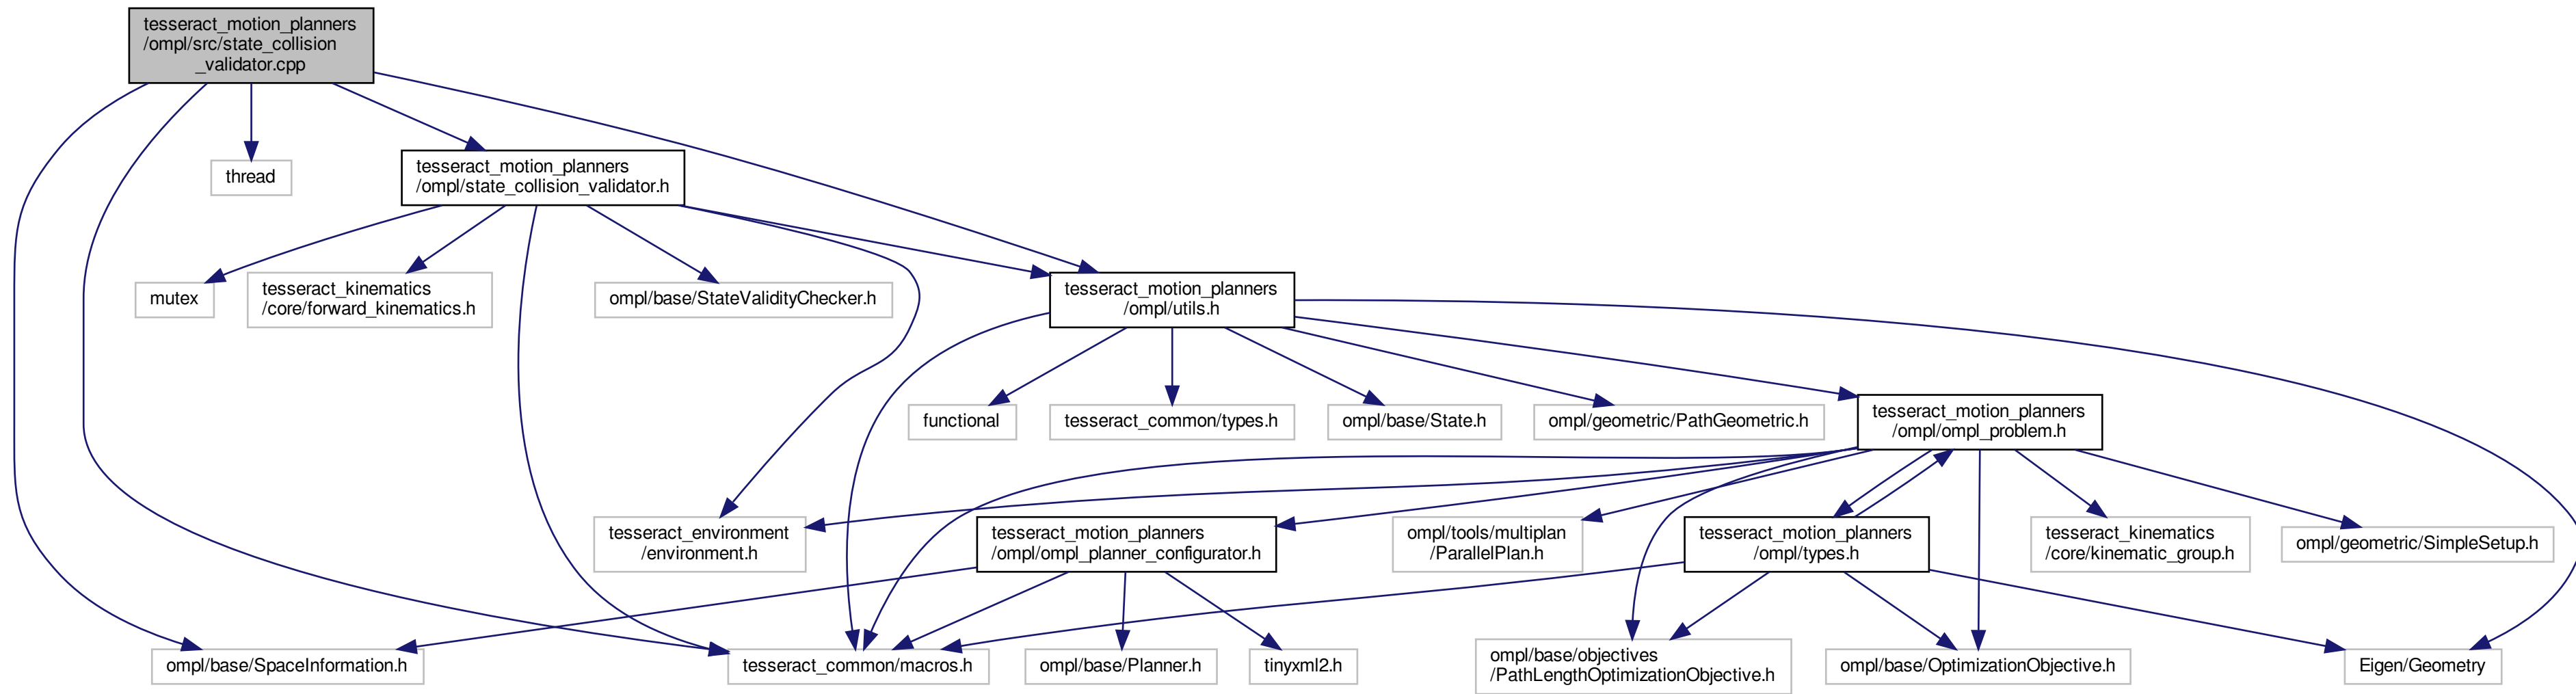 tesseract_motion_planners
/ompl/src/state_collision
_validator.cpp
thread
tesseract_motion_planners
/ompl/state_collision_validator.h
mutex
tesseract_kinematics
/core/forward_kinematics.h
ompl/base/StateValidityChecker.h
tesseract_motion_planners
/ompl/utils.h
functional
tesseract_common/types.h
ompl/base/State.h
ompl/geometric/PathGeometric.h
tesseract_motion_planners
/ompl/ompl_problem.h
tesseract_environment
/environment.h
tesseract_motion_planners
/ompl/ompl_planner_configurator.h
ompl/tools/multiplan
/ParallelPlan.h
tesseract_motion_planners
/ompl/types.h
tesseract_kinematics
/core/kinematic_group.h
ompl/geometric/SimpleSetup.h
ompl/base/SpaceInformation.h
tesseract_common/macros.h
ompl/base/Planner.h
tinyxml2.h
ompl/base/objectives
/PathLengthOptimizationObjective.h
ompl/base/OptimizationObjective.h
Eigen/Geometry